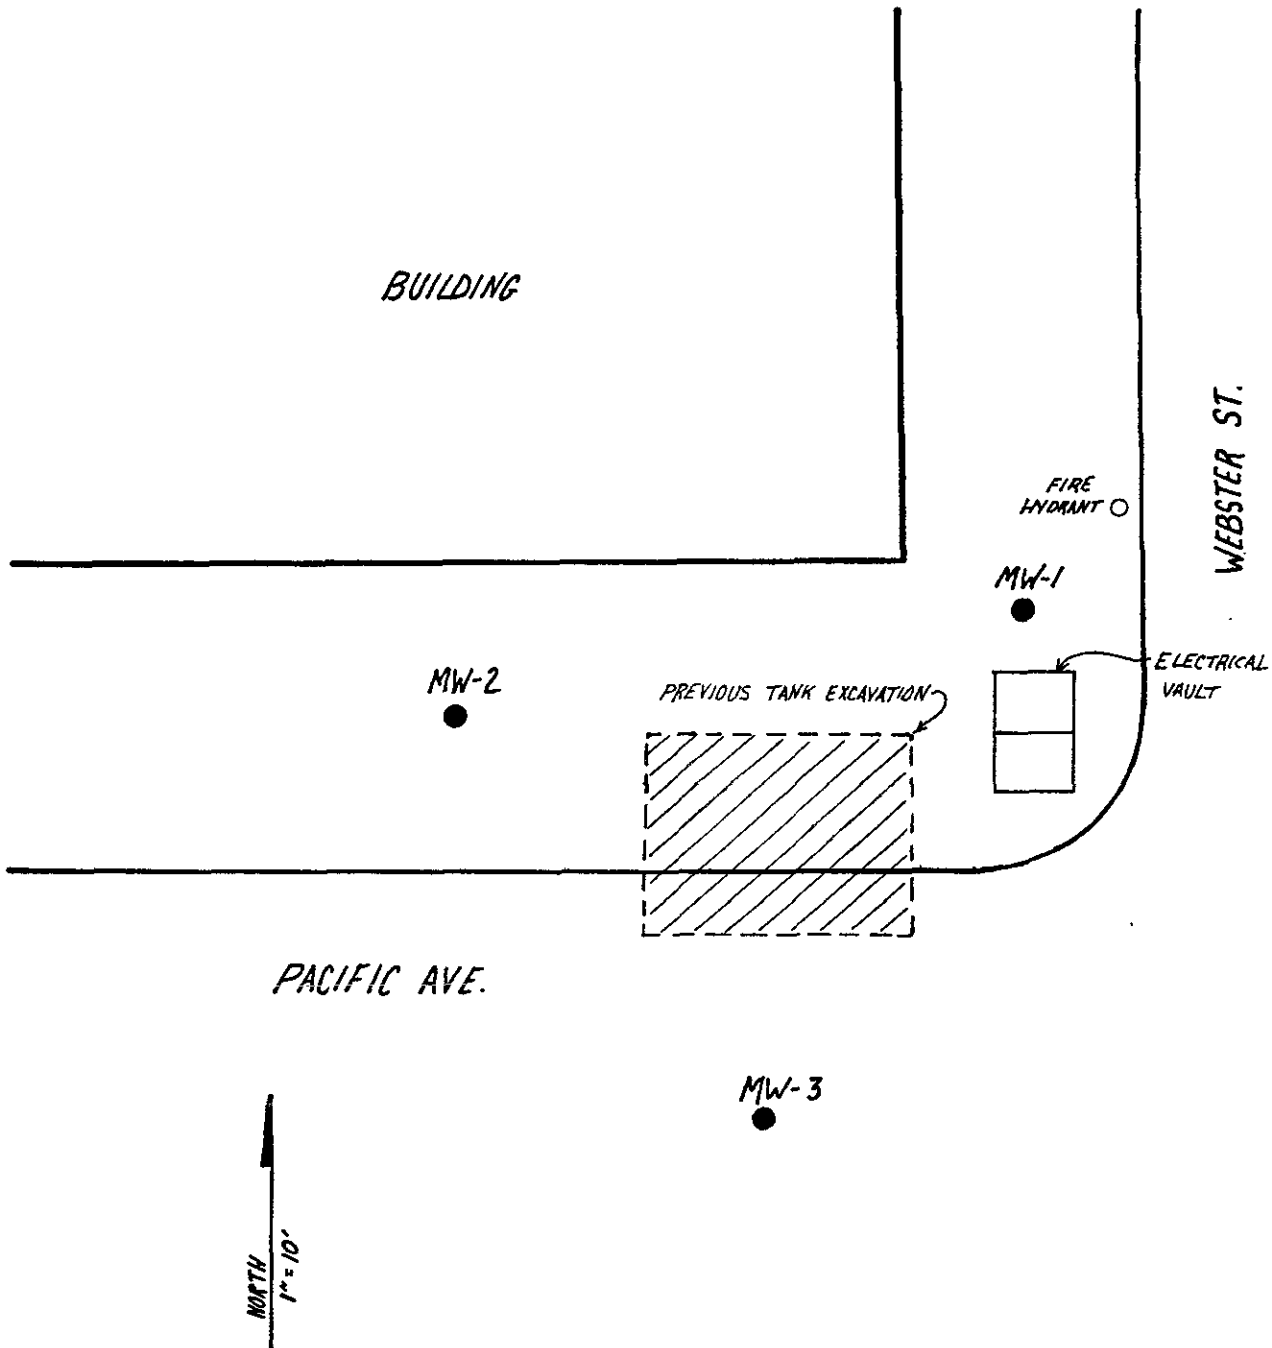 BUILDING
WEBSTER ST.
FIRE
HYDRANT
MW-1
ELECTRICAL
VAULT
MW-2
PREVIOUS TANK EXCAVATION
PACIFIC AVE.
MW-3
NORTH
1"=10'